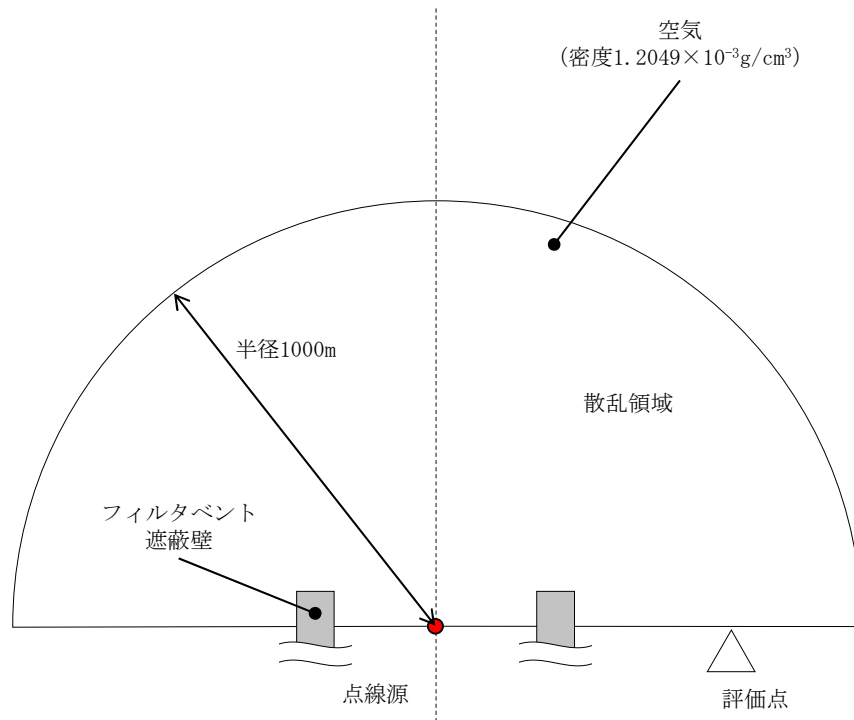 空気
(密度1.2049×10⁻³g/cm³)
半径1000m
散乱領域
フィルタベント
遮蔽壁
点線源
評価点